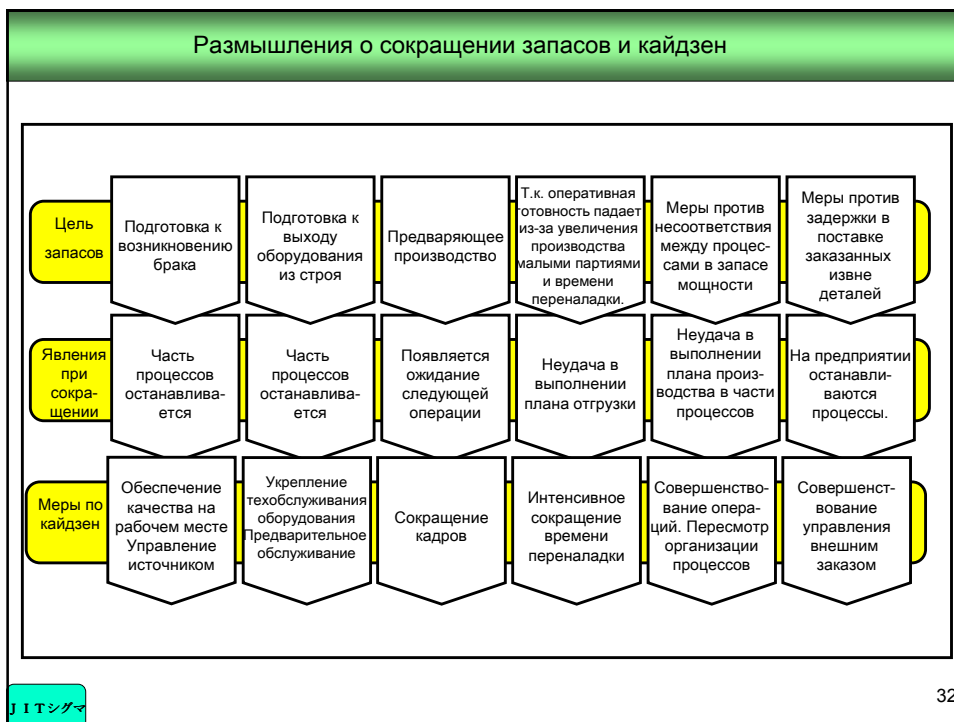 Размышления о сокращении запасов и кайдзен
Цель
запасов
Подготовка к
возникновению
брака
Подготовка к
выходу
оборудования
из строя
Предваряющее
производство
Т.к. оперативная
готовность падает
из-за увеличения
производства
малыми партиями
и времени
переналадки.
Меры против
несоответствия
между процес-
сами в запасе
мощности
Меры против
задержки в
поставке
заказанных
извне
деталей
Явления
при
сокра-
щении
Часть
процессов
останавлива-
ется
Часть
процессов
останавлива-
ется
Появляется
ожидание
следующей
операции
Неудача в
выполнении
плана отгрузки
Неудача в
выполнении
плана произ-
водства в части
процессов
На предприятии
останавли-
ваются
процессы.
Меры по
кайдзен
Обеспечение
качества на
рабочем месте
Управление
источником
Укрепление
техобслуживания
оборудования
Предварительное
обслуживание
Сокращение
кадров
Интенсивное
сокращение
времени
переналадки
Совершенство-
вание опера-
ций. Пересмотр
организации
процессов
Совершенст-
вование
управления
внешним
заказом
ＪＩＴシグマ
32